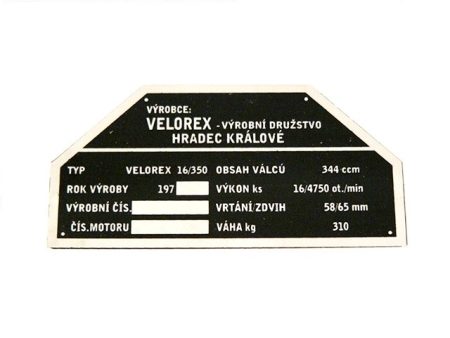 VÝROBCE:
VELOREX - VÝROBNÍ DRUŽSTVO
HRADEC KRÁLOVÉ
TYP VELOREX 16/350 OBSAH VÁLCŮ 344 ccm
ROK VÝROBY 197 VÝKON ks 16/4750 ot./min
VÝROBNÍ ČÍS. VRTÁNÍ/ZDVIH 58/65 mm
ČÍS.MOTORU VÁHA kg 310